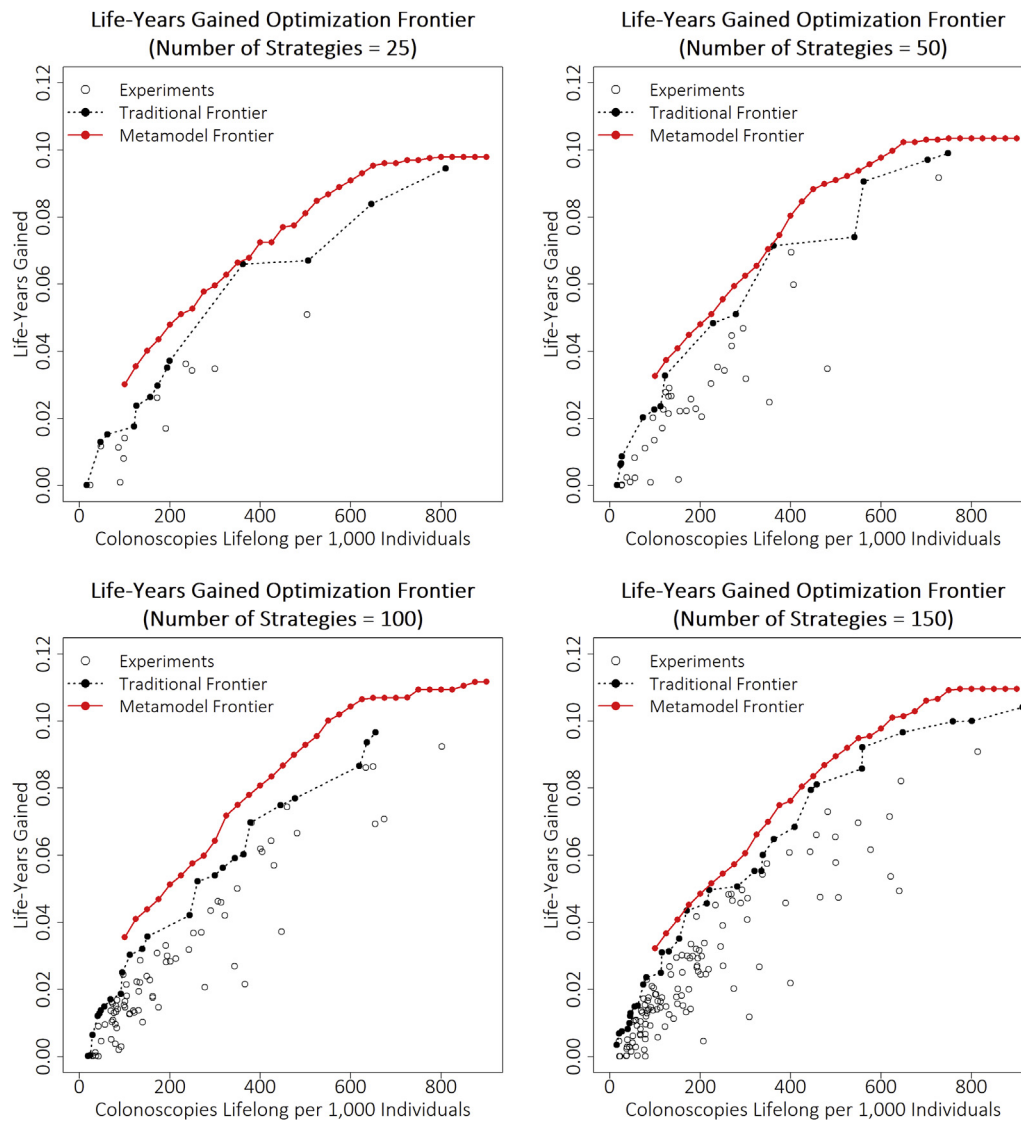 Life-Years Gained Optimization Frontier
(Number of Strategies = 25)
0.12
0.10
0.08
0.06
0.04
0.02
0.00
Life-Years Gained
Experiments
Traditional Frontier
Metamodel Frontier
0 200 400 600 800
Colonoscopies Lifelong per 1,000 Individuals
Life-Years Gained Optimization Frontier
(Number of Strategies = 50)
0.12
0.10
0.08
0.06
0.04
0.02
0.00
Life-Years Gained
Experiments
Traditional Frontier
Metamodel Frontier
0 200 400 600 800
Colonoscopies Lifelong per 1,000 Individuals
Life-Years Gained Optimization Frontier
(Number of Strategies = 100)
0.12
0.10
0.08
0.06
0.04
0.02
0.00
Life-Years Gained
Experiments
Traditional Frontier
Metamodel Frontier
0 200 400 600 800
Colonoscopies Lifelong per 1,000 Individuals
Life-Years Gained Optimization Frontier
(Number of Strategies = 150)
0.12
0.10
0.08
0.06
0.04
0.02
0.00
Life-Years Gained
Experiments
Traditional Frontier
Metamodel Frontier
0 200 400 600 800
Colonoscopies Lifelong per 1,000 Individuals